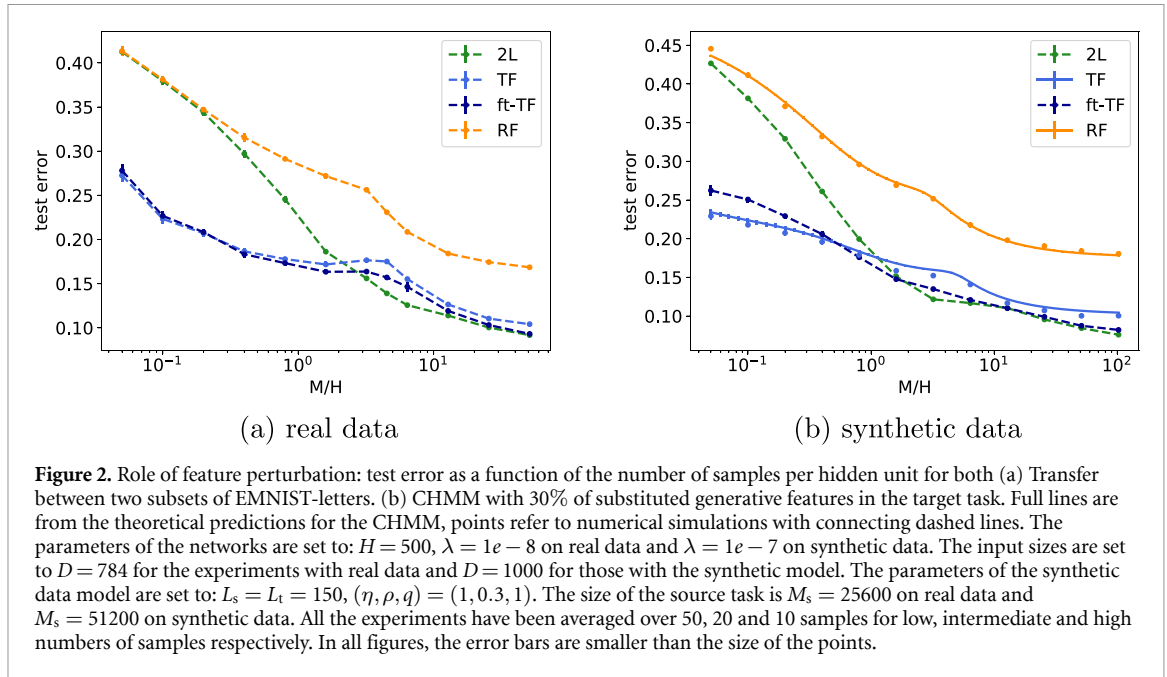 0.40
0.35
0.30
0.25
0.20
0.15
0.10
test error
10⁻¹
10⁰
10¹
M/H
2L
TF
ft-TF
RF
(a) real data
0.45
0.40
0.35
0.30
0.25
0.20
0.15
0.10
test error
10⁻¹
10⁰
10¹
10²
M/H
2L
TF
ft-TF
RF
(b) synthetic data
Figure 2. Role of feature perturbation: test error as a function of the number of samples per hidden unit for both (a) Transfer
between two subsets of EMNIST-letters. (b) CHMM with 30% of substituted generative features in the target task. Full lines are
from the theoretical predictions for the CHMM, points refer to numerical simulations with connecting dashed lines. The
parameters of the networks are set to: H = 500, λ = 1e − 8 on real data and λ = 1e − 7 on synthetic data. The input sizes are set
to D = 784 for the experiments with real data and D = 1000 for those with the synthetic model. The parameters of the synthetic
data model are set to: Lₛ = Lₜ = 150, (η, ρ, q) = (1, 0.3, 1). The size of the source task is Mₛ = 25600 on real data and
Mₛ = 51200 on synthetic data. All the experiments have been averaged over 50, 20 and 10 samples for low, intermediate and high
numbers of samples respectively. In all figures, the error bars are smaller than the size of the points.